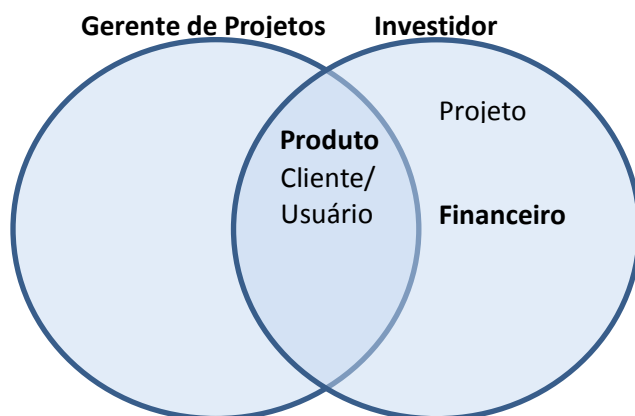 Gerente de Projetos
Investidor
Projeto
Produto
Cliente/
Usuário
Financeiro